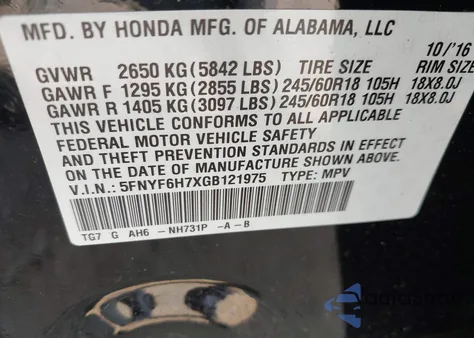 MFD. BY HONDA MFG. OF ALABAMA, LLC
10/'16
GVWR 2650 KG (5842 LBS) TIRE SIZE RIM SIZE
GAWR F 1295 KG (2855 LBS) 245/60R18 105H 18X8.0J
GAWR R 1405 KG (3097 LBS) 245/60R18 105H 18X8.0J
THIS VEHICLE CONFORMS TO ALL APPLICABLE
FEDERAL MOTOR VEHICLE SAFETY
AND THEFT PREVENTION STANDARDS IN EFFECT
ON THE DATE OF MANUFACTURE SHOWN ABOVE.
V.I.N.: 5FNYF6H7XGB121975 TYPE: MPV
TG7 G AH6 -NH731P -A-B